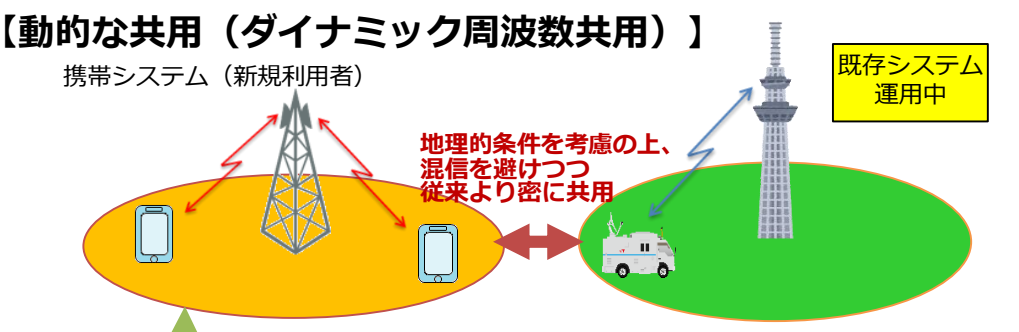 【動的な共用（ダイナミック周波数共用）】
携帯システム（新規利用者）
既存システム
運用中
地理的条件を考慮の上、
混信を避けつつ
従来より密に共用